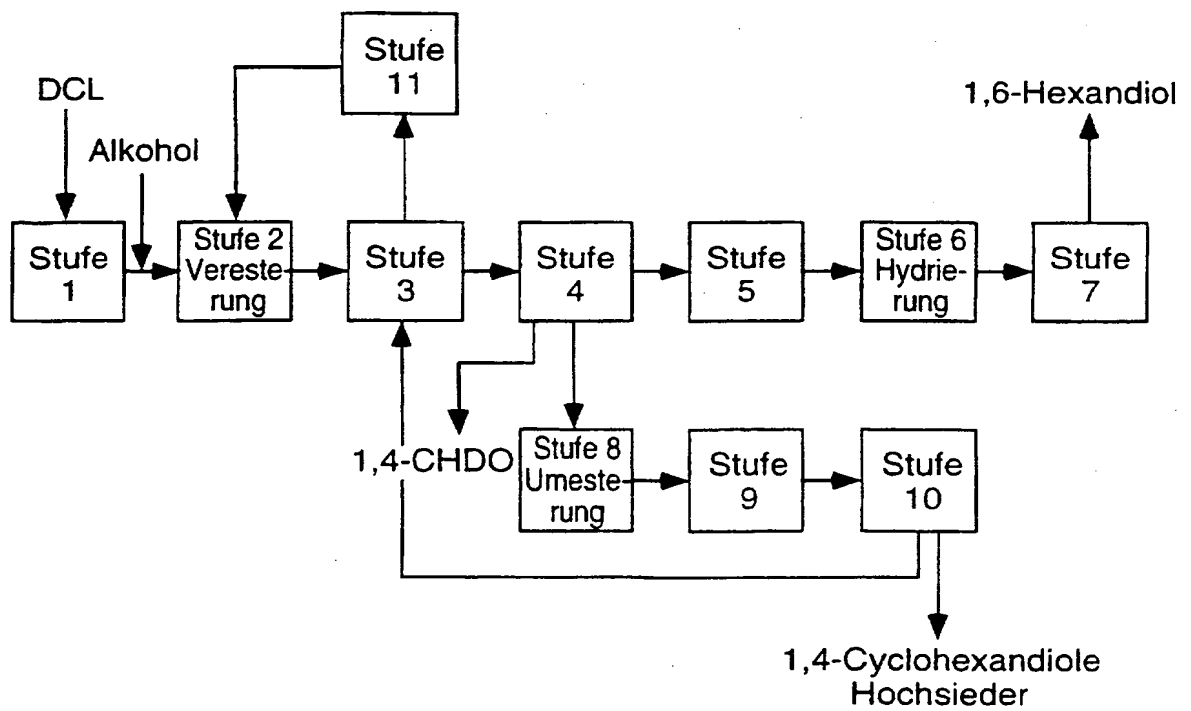 Stufe
11
DCL
1,6-Hexandiol
Alkohol
Stufe
1
Stufe 2
Vereste-
rung
Stufe
3
Stufe
4
Stufe
5
Stufe 6
Hydrie-
rung
Stufe
7
1,4-CHDO
Stufe 8
Umeste-
rung
Stufe
9
Stufe
10
1,4-Cyclohexandiole
Hochsieder